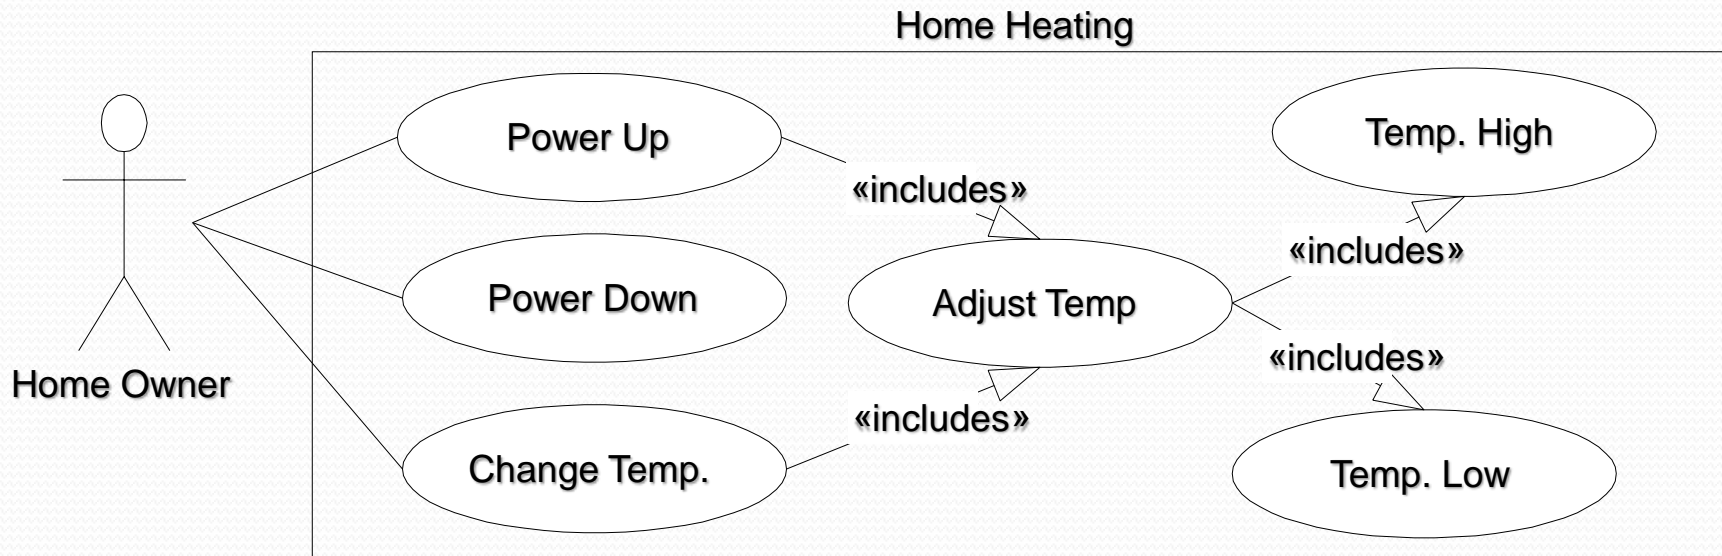 Home Heating
Power Up
Temp. High
«includes»
«includes»
Power Down
Adjust Temp
«includes»
Home Owner
«includes»
Change Temp.
Temp. Low